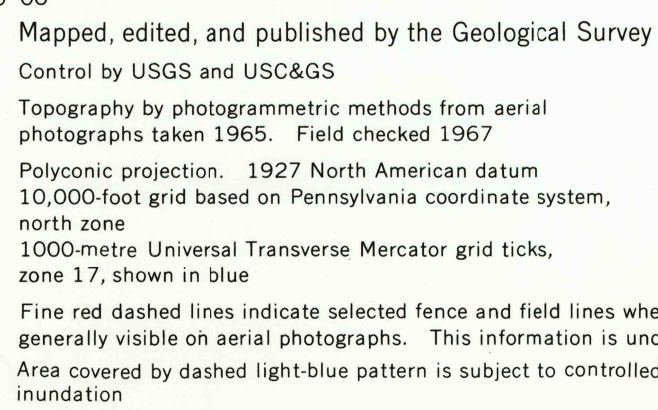 Mapped, edited, and published by the Geological Survey
Control by USGS and USC&GS
Topography by photogrammetric methods from aerial
photographs taken 1965. Field checked 1967
Polyconic projection. 1927 North American datum
10,000-foot grid based on Pennsylvania coordinate system,
north zone
1000-metre Universal Transverse Mercator grid ticks,
zone 17, shown in blue
Fine red dashed lines indicate selected fence and field lines
generally visible on aerial photographs. This information is
Area covered by dashed light-blue pattern is subject to controlled
inundation